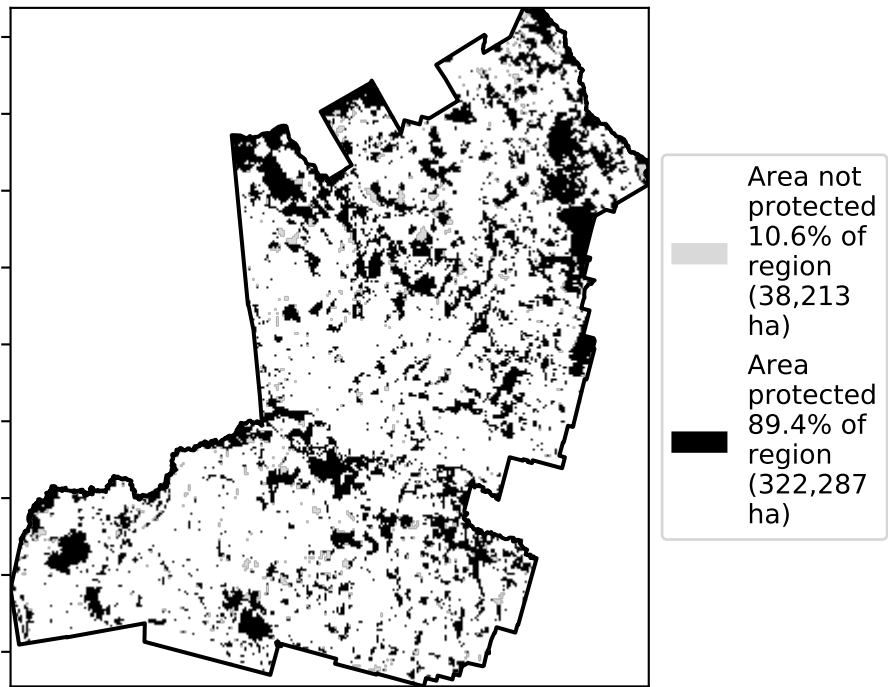 Area not
protected
10.6% of
region
(38,213
ha)
Area
protected
89.4% of
region
(322,287
ha)